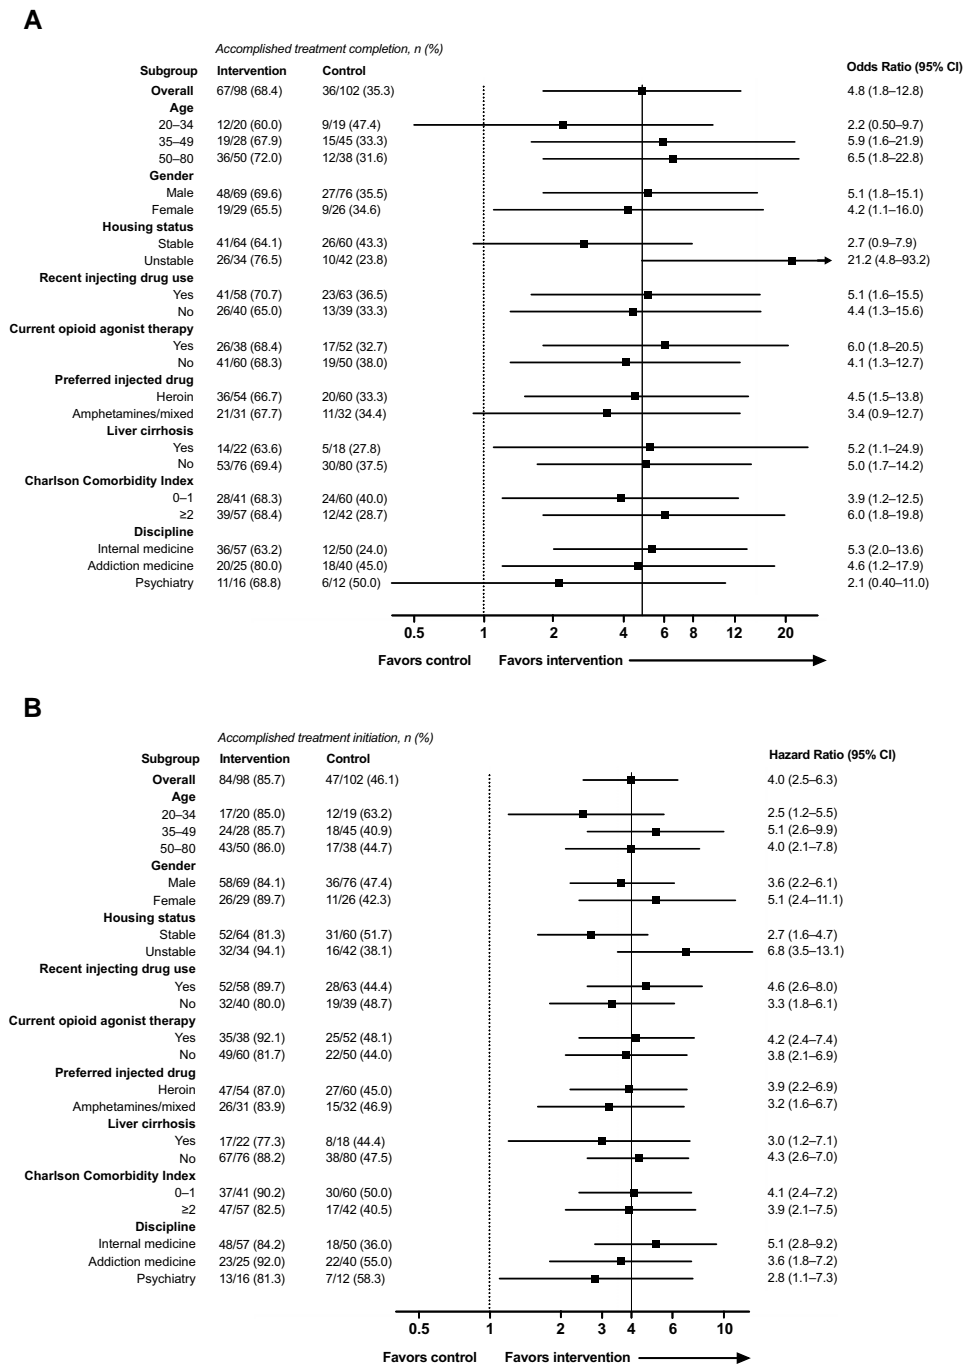 A
Accomplished treatment completion, n (%)
Subgroup Intervention Control Odds Ratio (95% CI)
Overall 67/98 (68.4) 36/102 (35.3) 4.8 (1.8–12.8)
Age
20–34 12/20 (60.0) 9/19 (47.4) 2.2 (0.50–9.7)
35–49 19/28 (67.9) 15/45 (33.3) 5.9 (1.6–21.9)
50–80 36/50 (72.0) 12/38 (31.6) 6.5 (1.8–22.8)
Gender
Male 48/69 (69.6) 27/76 (35.5) 5.1 (1.8–15.1)
Female 19/29 (65.5) 9/26 (34.6) 4.2 (1.1–16.0)
Housing status
Stable 41/64 (64.1) 26/60 (43.3) 2.7 (0.9–7.9)
Unstable 26/34 (76.5) 10/42 (23.8) 21.2 (4.8–93.2)
Recent injecting drug use
Yes 41/58 (70.7) 23/63 (36.5) 5.1 (1.6–15.5)
No 26/40 (65.0) 13/39 (33.3) 4.4 (1.3–15.6)
Current opioid agonist therapy
Yes 26/38 (68.4) 17/52 (32.7) 6.0 (1.8–20.5)
No 41/60 (68.3) 19/50 (38.0) 4.1 (1.3–12.7)
Preferred injected drug
Heroin 36/54 (66.7) 20/60 (33.3) 4.5 (1.5–13.8)
Amphetamines/mixed 21/31 (67.7) 11/32 (34.4) 3.4 (0.9–12.7)
Liver cirrhosis
Yes 14/22 (63.6) 5/18 (27.8) 5.2 (1.1–24.9)
No 53/76 (69.4) 30/80 (37.5) 5.0 (1.7–14.2)
Charlson Comorbidity Index
0–1 28/41 (68.3) 24/60 (40.0) 3.9 (1.2–12.5)
≥2 39/57 (68.4) 12/42 (28.7) 6.0 (1.8–19.8)
Discipline
Internal medicine 36/57 (63.2) 12/50 (24.0) 5.3 (2.0–13.6)
Addiction medicine 20/25 (80.0) 18/40 (45.0) 4.6 (1.2–17.9)
Psychiatry 11/16 (68.8) 6/12 (50.0) 2.1 (0.40–11.0)
0.5 1 2 4 6 8 12 20
Favors control Favors intervention
B
Accomplished treatment initiation, n (%)
Subgroup Intervention Control Hazard Ratio (95% CI)
Overall 84/98 (85.7) 47/102 (46.1) 4.0 (2.5–6.3)
Age
20–34 17/20 (85.0) 12/19 (63.2) 2.5 (1.2–5.5)
35–49 24/28 (85.7) 18/45 (40.9) 5.1 (2.6–9.9)
50–80 43/50 (86.0) 17/38 (44.7) 4.0 (2.1–7.8)
Gender
Male 58/69 (84.1) 36/76 (47.4) 3.6 (2.2–6.1)
Female 26/29 (89.7) 11/26 (42.3) 5.1 (2.4–11.1)
Housing status
Stable 52/64 (81.3) 31/60 (51.7) 2.7 (1.6–4.7)
Unstable 32/34 (94.1) 16/42 (38.1) 6.8 (3.5–13.1)
Recent injecting drug use
Yes 52/58 (89.7) 28/63 (44.4) 4.6 (2.6–8.0)
No 32/40 (80.0) 19/39 (48.7) 3.3 (1.8–6.1)
Current opioid agonist therapy
Yes 35/38 (92.1) 25/52 (48.1) 4.2 (2.4–7.4)
No 49/60 (81.7) 22/50 (44.0) 3.8 (2.1–6.9)
Preferred injected drug
Heroin 47/54 (87.0) 27/60 (45.0) 3.9 (2.2–6.9)
Amphetamines/mixed 26/31 (83.9) 15/32 (46.9) 3.2 (1.6–6.7)
Liver cirrhosis
Yes 17/22 (77.3) 8/18 (44.4) 3.0 (1.2–7.1)
No 67/76 (88.2) 38/80 (47.5) 4.3 (2.6–7.0)
Charlson Comorbidity Index
0–1 37/41 (90.2) 30/60 (50.0) 4.1 (2.4–7.2)
≥2 47/57 (82.5) 17/42 (40.5) 3.9 (2.1–7.5)
Discipline
Internal medicine 48/57 (84.2) 18/50 (36.0) 5.1 (2.8–9.2)
Addiction medicine 23/25 (92.0) 22/40 (55.0) 3.6 (1.8–7.2)
Psychiatry 13/16 (81.3) 7/12 (58.3) 2.8 (1.1–7.3)
0.5 1 2 3 4 6 10
Favors control Favors intervention